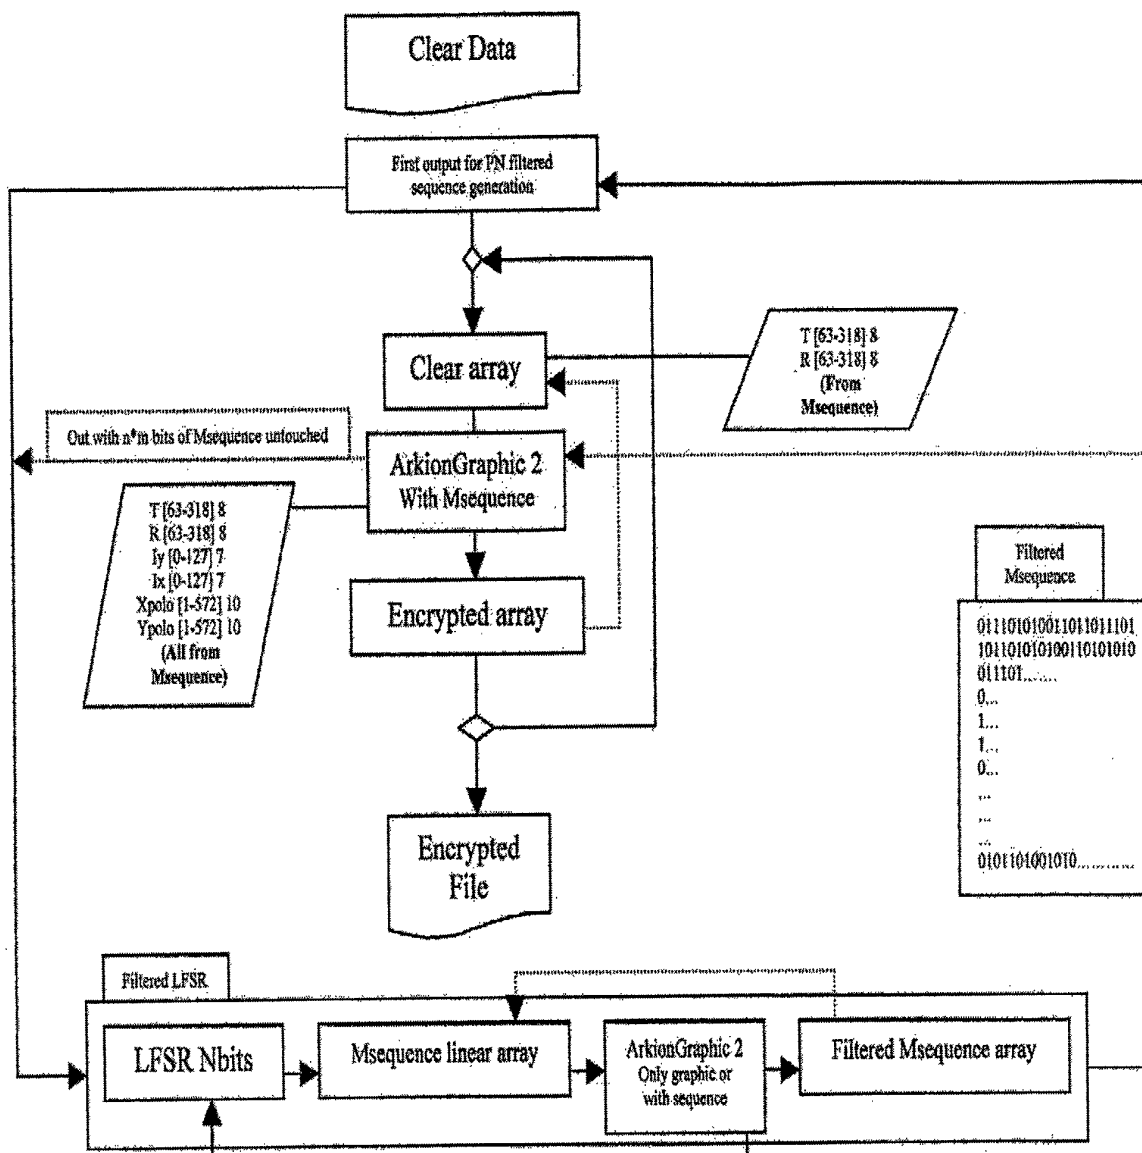 Clear Data
First output for PN filtered
sequence generation
Clear array
T [63-318] 8
R [63-318] 8
(From
Msequence)
Out with n*m bits of Msequence untouched
ArkionGraphic 2
With Msequence
T [63-318] 8
R [63-318] 8
Iy [0-127] 7
Ix [0-127] 7
Xpolo [1-572] 10
Ypolo [1-572] 10
(All from
Msequence)
Encrypted array
Filtered
Msequence
011101010011011011101
101101010100110101010
011101.......
0...
1...
1...
0...
...
...
...
0101101001010...........
Encrypted
File
Filtered LFSR
LFSR Nbits
Msequence linear array
ArkionGraphic 2
Only graphic or
with sequence
Filtered Msequence array